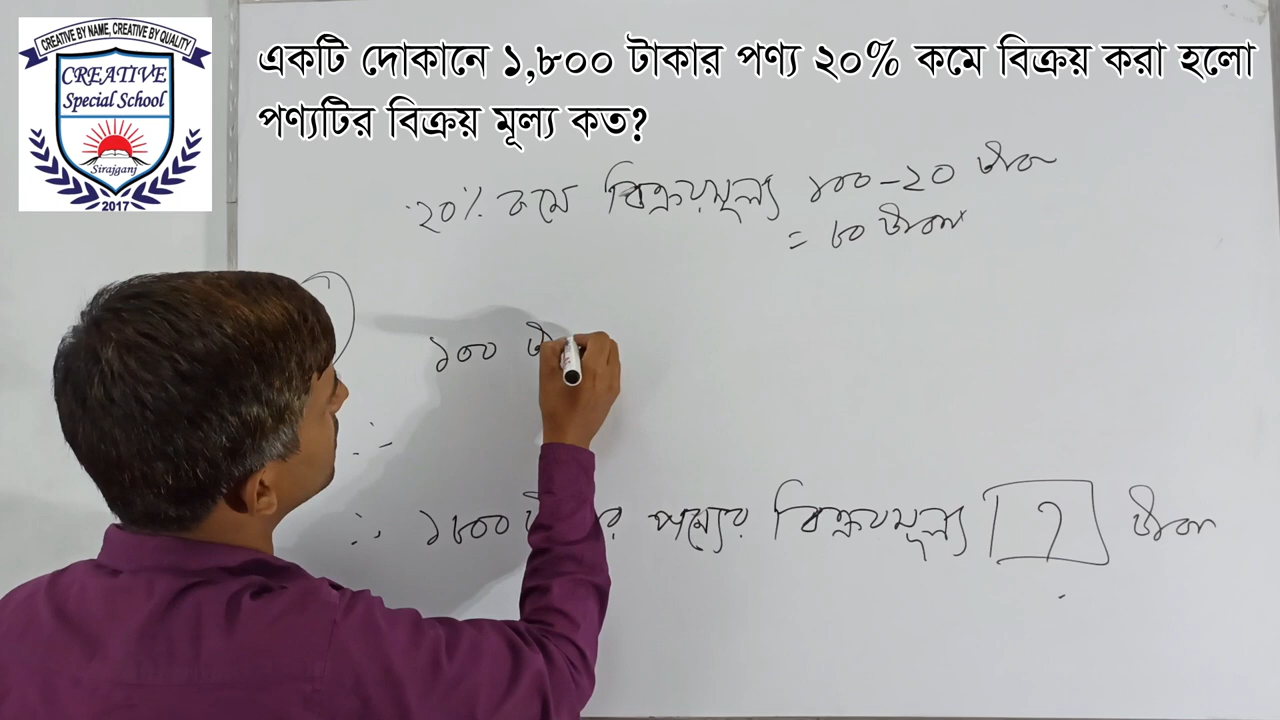 CREATIVE BY NAME, CREATIVE BY QUALITY
CREATIVE
Special School
Sirajganj
2017
একটি দোকানে ১,৮০০ টাকার পণ্য ২০% কমে বিক্রয় করা হলো
পণ্যটির বিক্রয় মূল্য কত?
২০% কমে বিক্রয়মূল্য ১০০-২০ টাকা
= ৮০ টাকা
১০০
∴
∴ ১৮০০ পন্যের বিক্রয়মূল্য ? টাকা